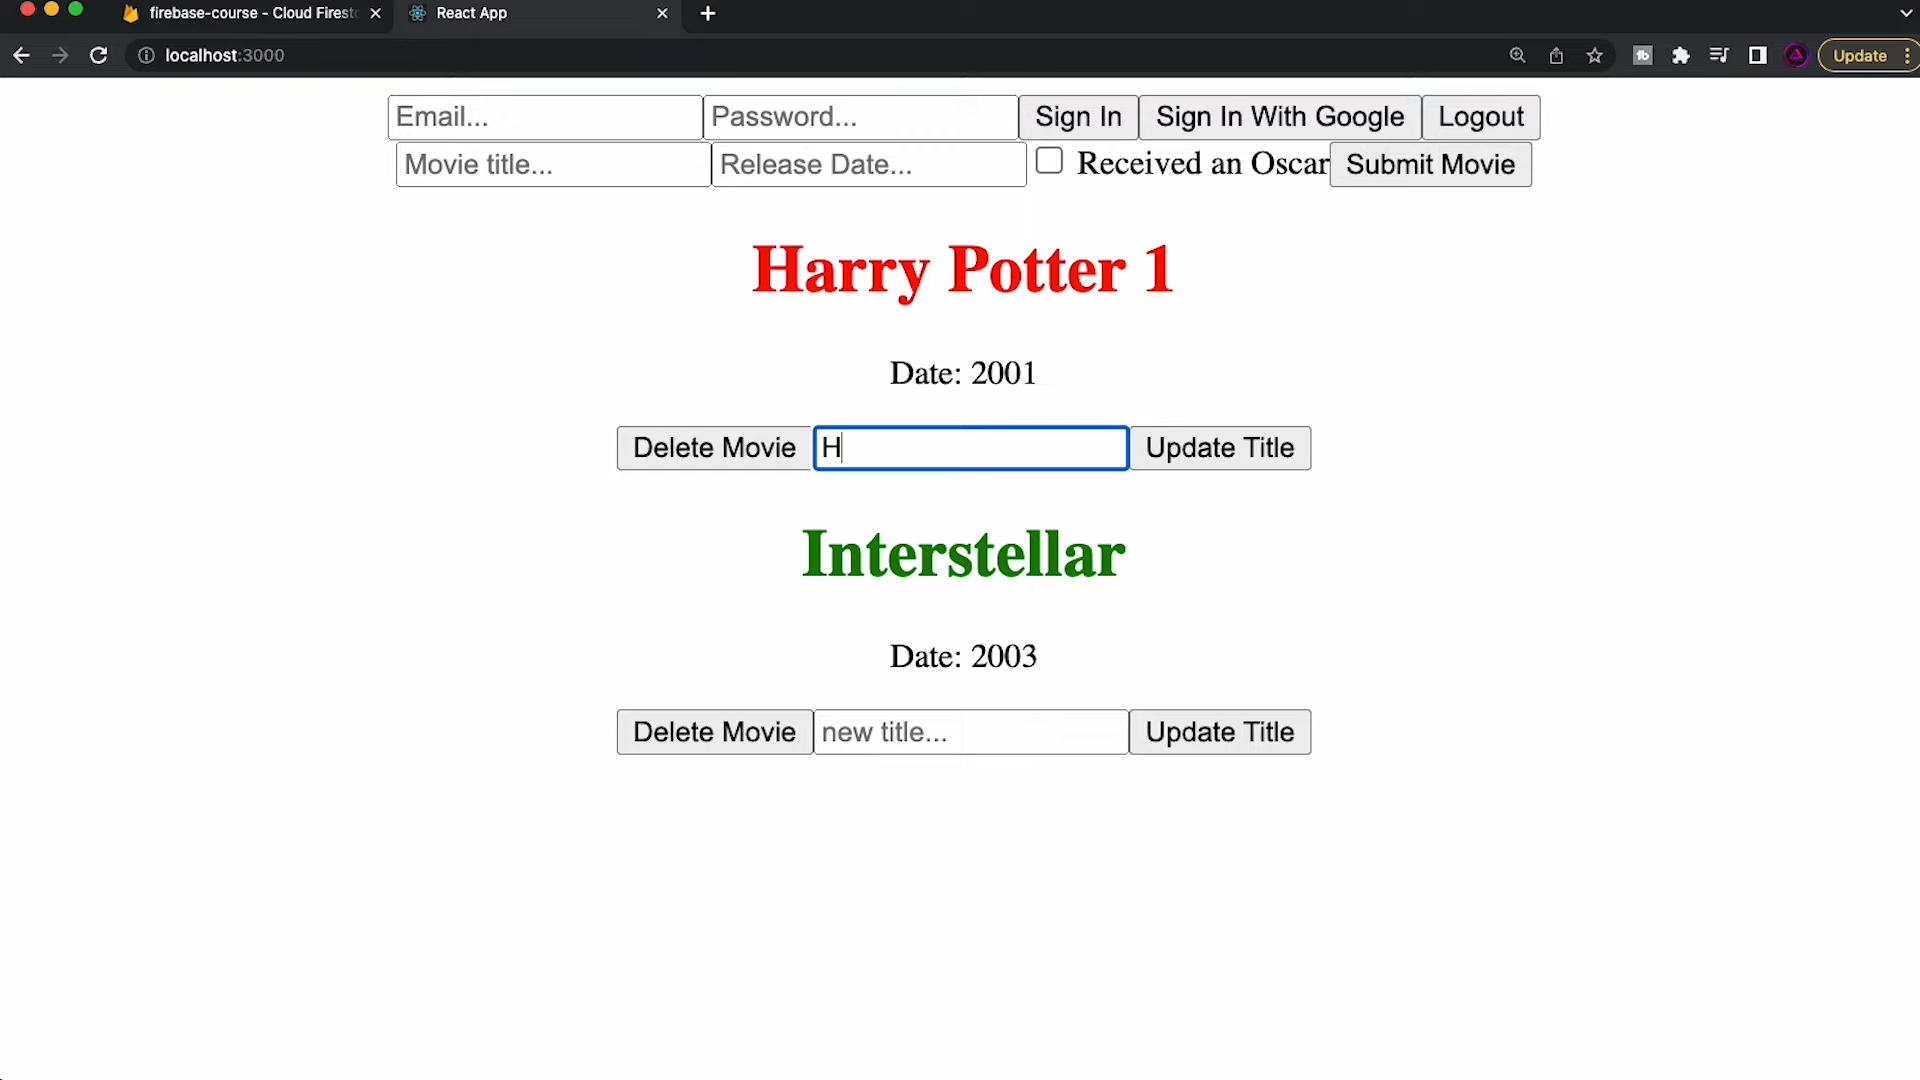 firebase-course - Cloud Firest
React App
localhost:3000
Update
Email... Password... Sign In Sign In With Google Logout
Movie title... Release Date... Received an Oscar Submit Movie
Harry Potter 1
Date: 2001
Delete Movie H Update Title
Interstellar
Date: 2003
Delete Movie new title... Update Title